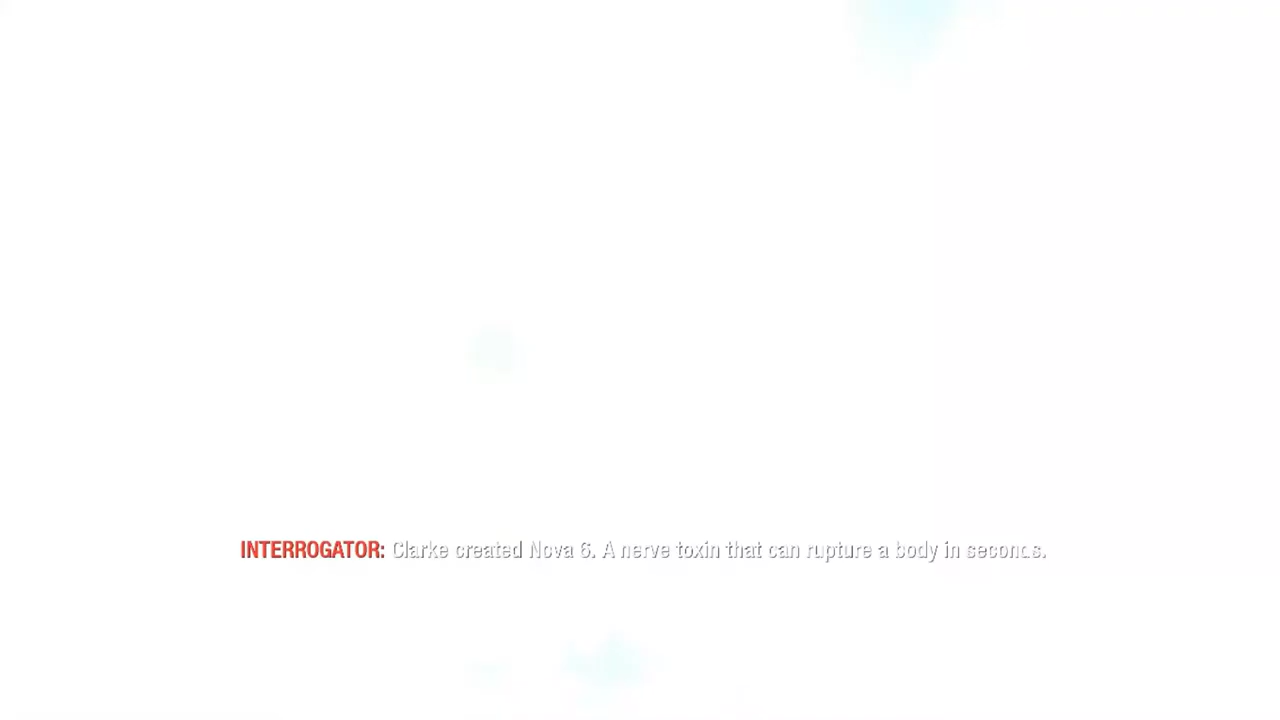 INTERROGATOR: Clarke created Nova 6. A nerve toxin that can rupture a body in seconds.